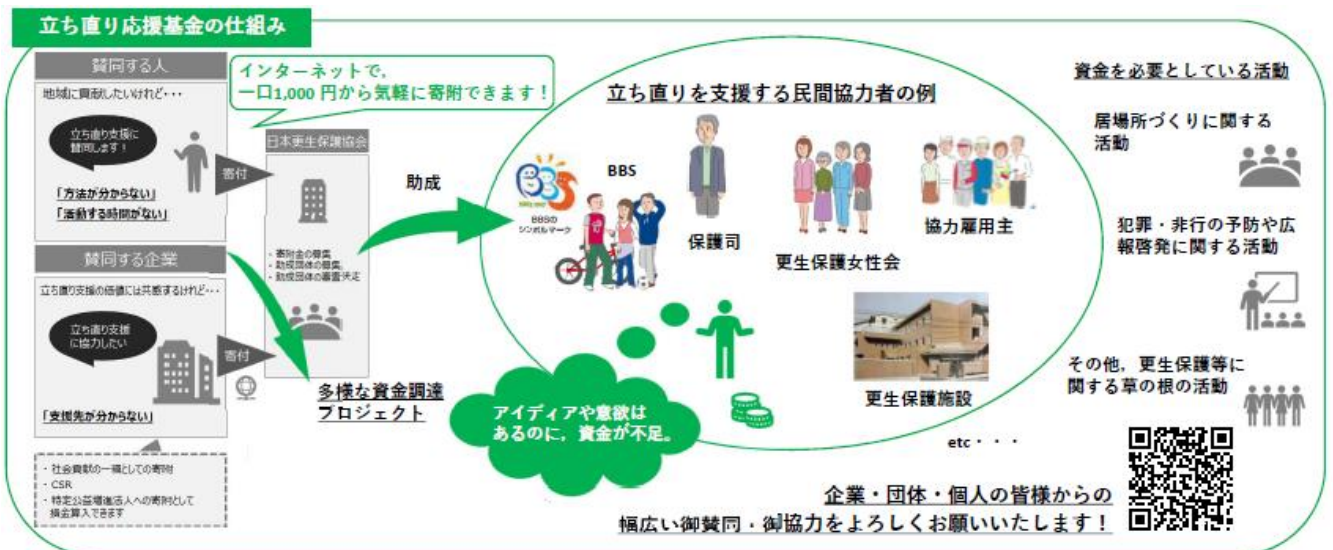 立ち直り応援基金の仕組み
賛同する人
地域に貢献したいけれど・・・
立ち直り支援に
賛同します！
「方法が分からない」
「活動する時間がない」
寄付
賛同する企業
立ち直り支援の価値には共感するけれど・・・
立ち直り支援
に協力したい
「支援先が分からない」
寄付
・社会貢献の一環としての寄附
・CSR
・特定公益増進法人への寄附として
損金算入できます
インターネットで，
一口1,000 円から気軽に寄附できます！
日本更生保護協会
・寄附金の募集
・助成団体の募集，
・助成団体の審査決定
助成
多様な資金調達
プロジェクト
立ち直りを支援する民間協力者の例
BBS
BBSの
シンボルマーク
BBS
保護司
更生保護女性会
協力雇用主
更生保護施設
アイディアや意欲は
あるのに，資金が不足。
etc・・・
資金を必要としている活動
居場所づくりに関する
活動
犯罪・非行の予防や広
報啓発に関する活動
その他，更生保護等に
関する草の根の活動
企業・団体・個人の皆様からの
幅広い御賛同・御協力をよろしくお願いいたします！